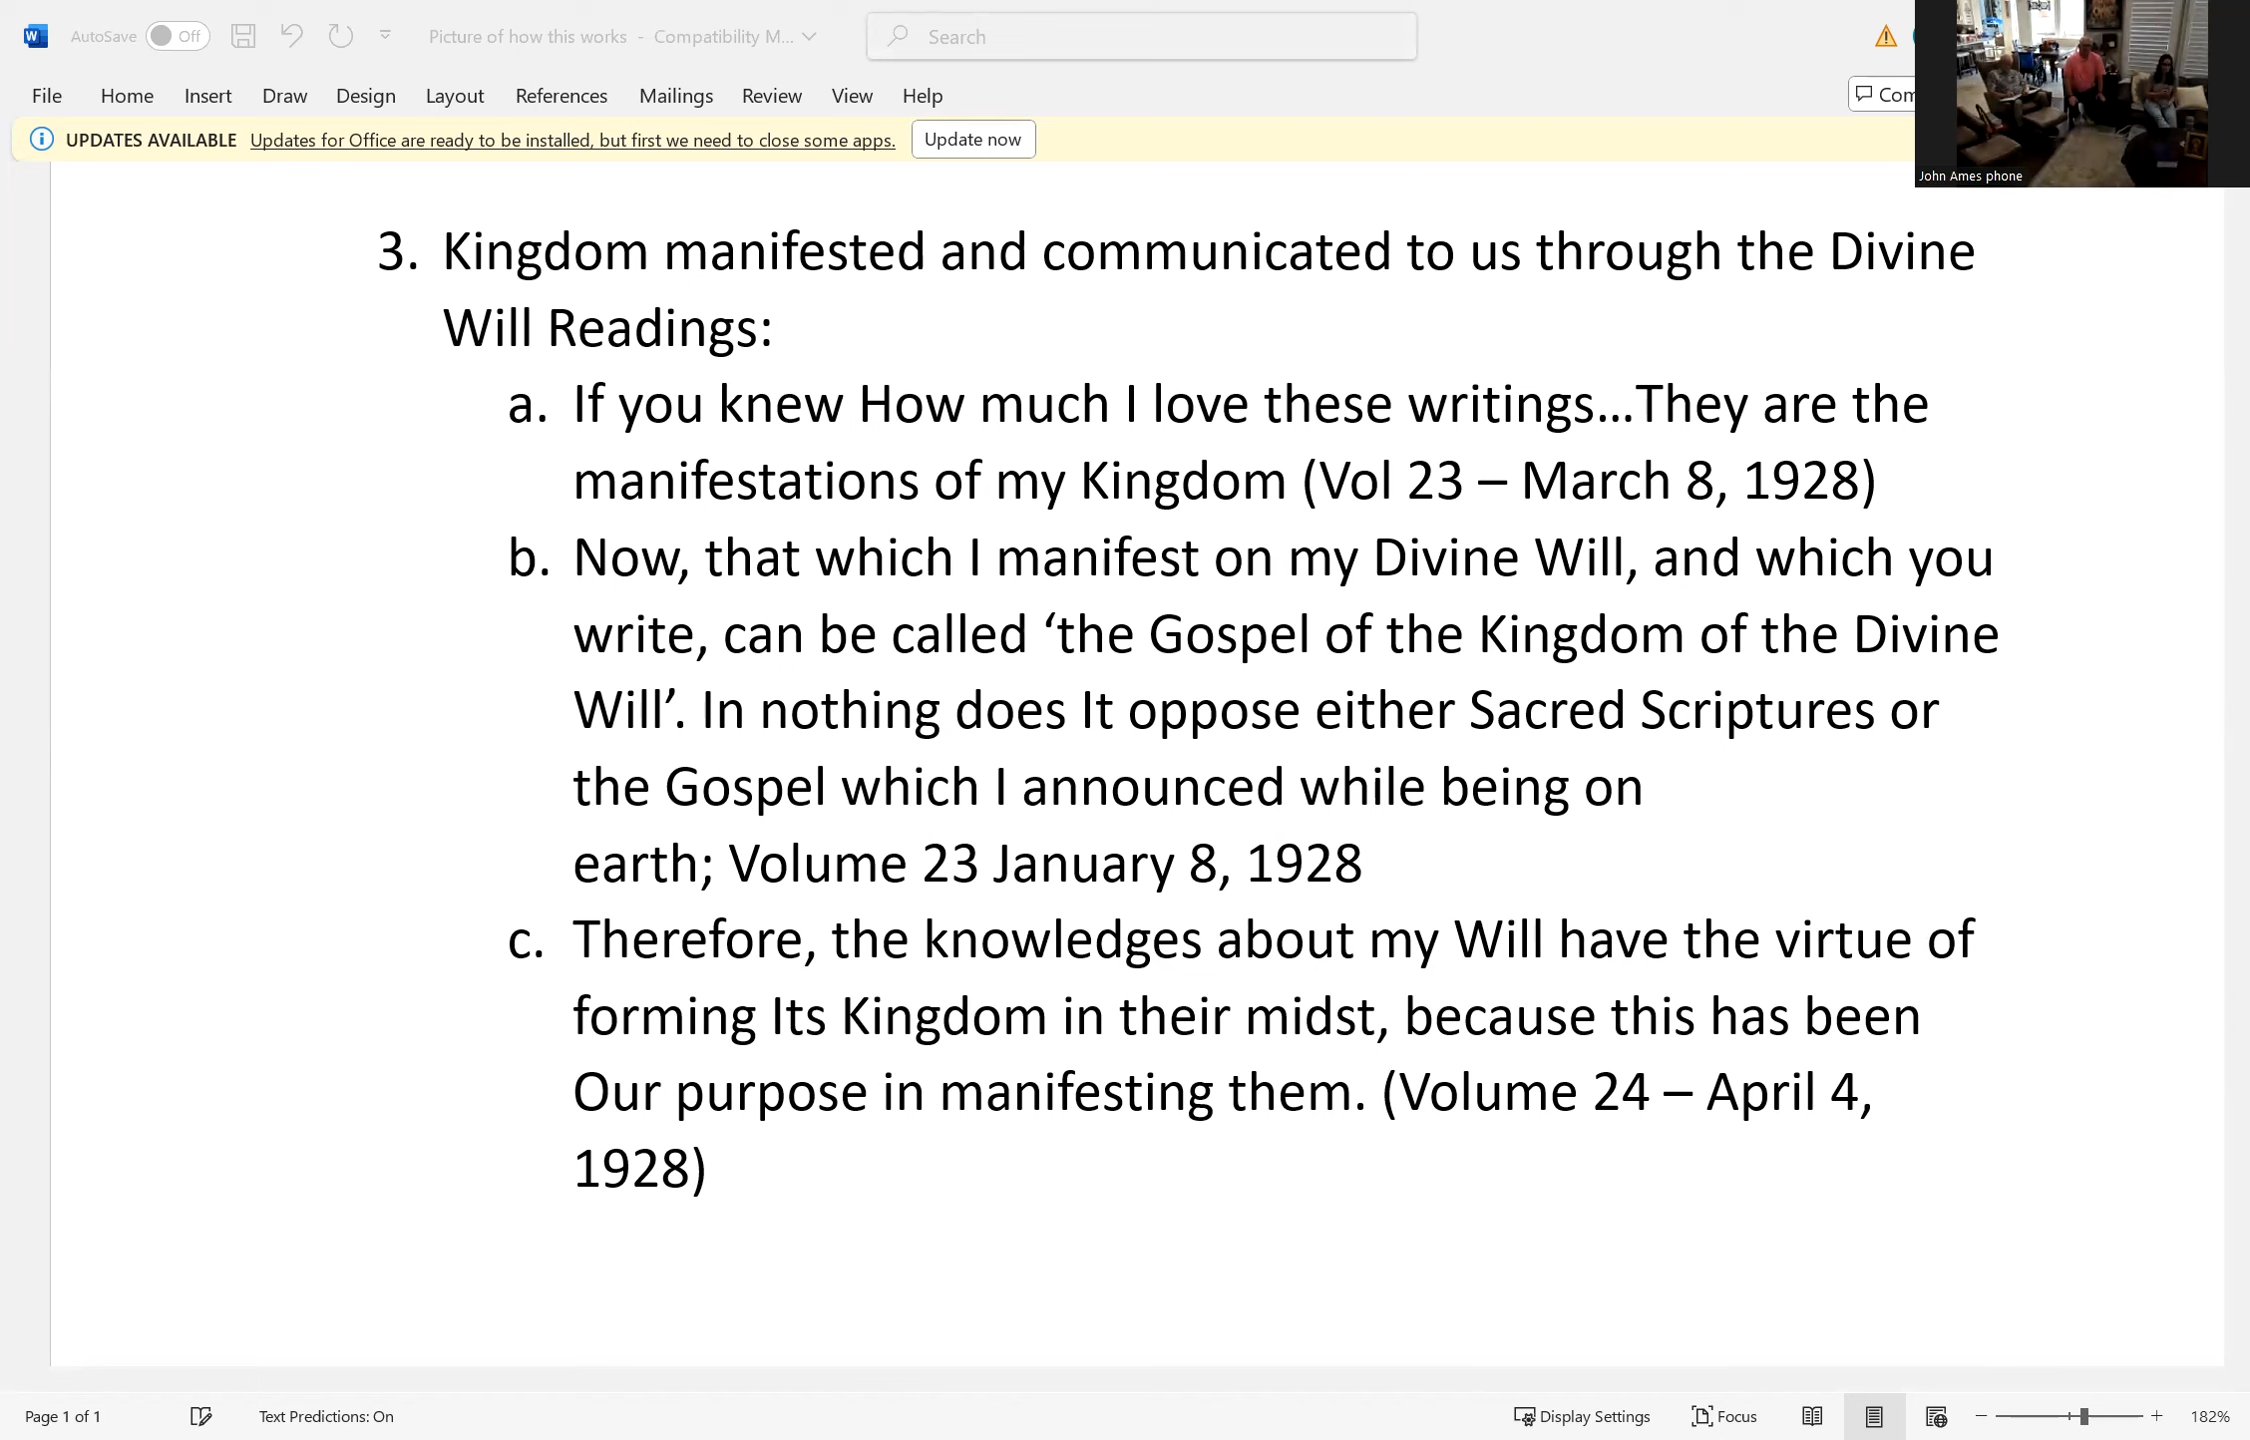 AutoSave Off Picture of how this works - Compatibility M... Search
File Home Insert Draw Design Layout References Mailings Review View Help Com
UPDATES AVAILABLE Updates for Office are ready to be installed, but first we need to close some apps. Update now
John Ames phone
3. Kingdom manifested and communicated to us through the Divine
Will Readings:
a. If you knew How much I love these writings...They are the
manifestations of my Kingdom (Vol 23 – March 8, 1928)
b. Now, that which I manifest on my Divine Will, and which you
write, can be called ‘the Gospel of the Kingdom of the Divine
Will’. In nothing does It oppose either Sacred Scriptures or
the Gospel which I announced while being on
earth; Volume 23 January 8, 1928
c. Therefore, the knowledges about my Will have the virtue of
forming Its Kingdom in their midst, because this has been
Our purpose in manifesting them. (Volume 24 – April 4,
1928)
Page 1 of 1 Text Predictions: On Display Settings Focus 182%